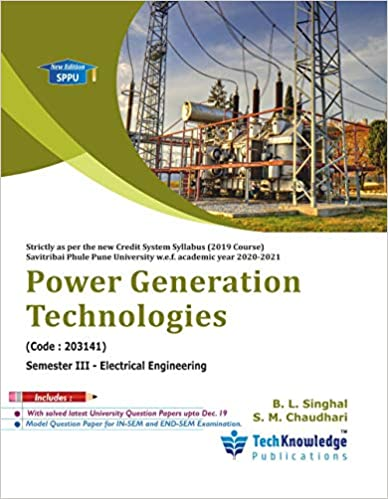 New Edition
SPPU
Strictly as per the new Credit System Syllabus (2019 Course)
Savitribai Phule Pune University w.e.f. academic year 2020-2021
Power Generation
Technologies
(Code : 203141)
Semester III - Electrical Engineering
Includes :
With solved latest University Question Papers upto Dec. 19
Model Question Paper for IN-SEM and END-SEM Examination.
B. L. Singhal
S. M. Chaudhari
TechKnowledge™
Publications